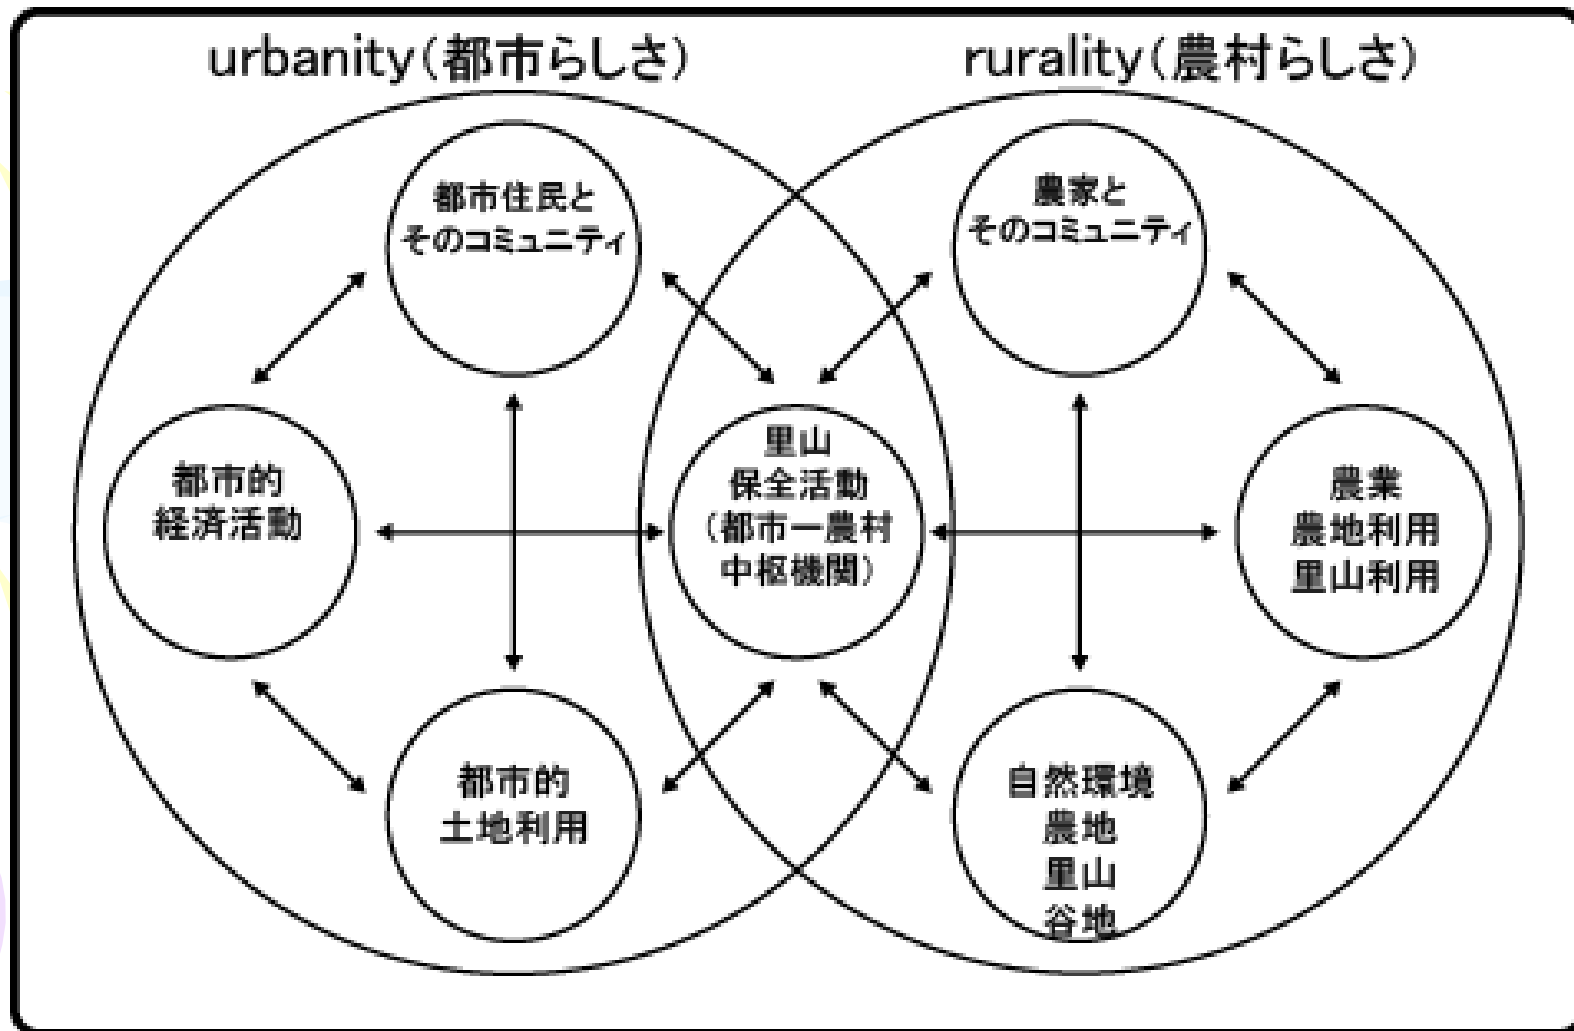 urbanity(都市らしさ)
rurality(農村らしさ)
都市住民と
そのコミュニティ
農家と
そのコミュニティ
都市的
経済活動
里山
保全活動
(都市ー農村
中枢機関)
農業
農地利用
里山利用
都市的
土地利用
自然環境
農地
里山
谷地